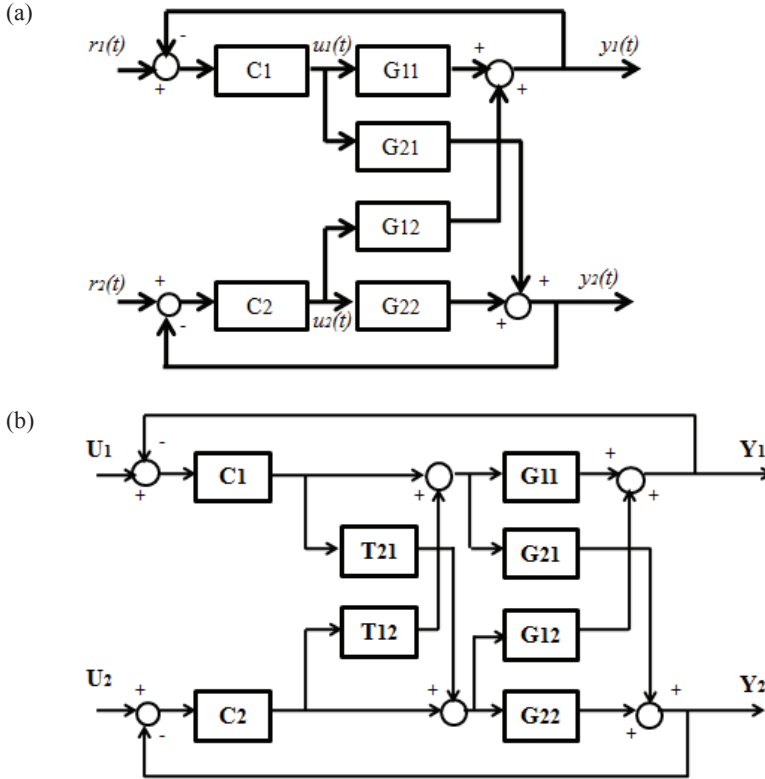 (a)
-
r1(t)
+
C1
u1(t)
G11
+
+
y1(t)
G21
G12
r2(t)
+
-
C2
u2(t)
G22
+
+
y2(t)
(b)
-
U1
+
C1
+
G11
+
+
Y1
T21
G21
T12
G12
U2
+
-
C2
+
G22
+
+
Y2